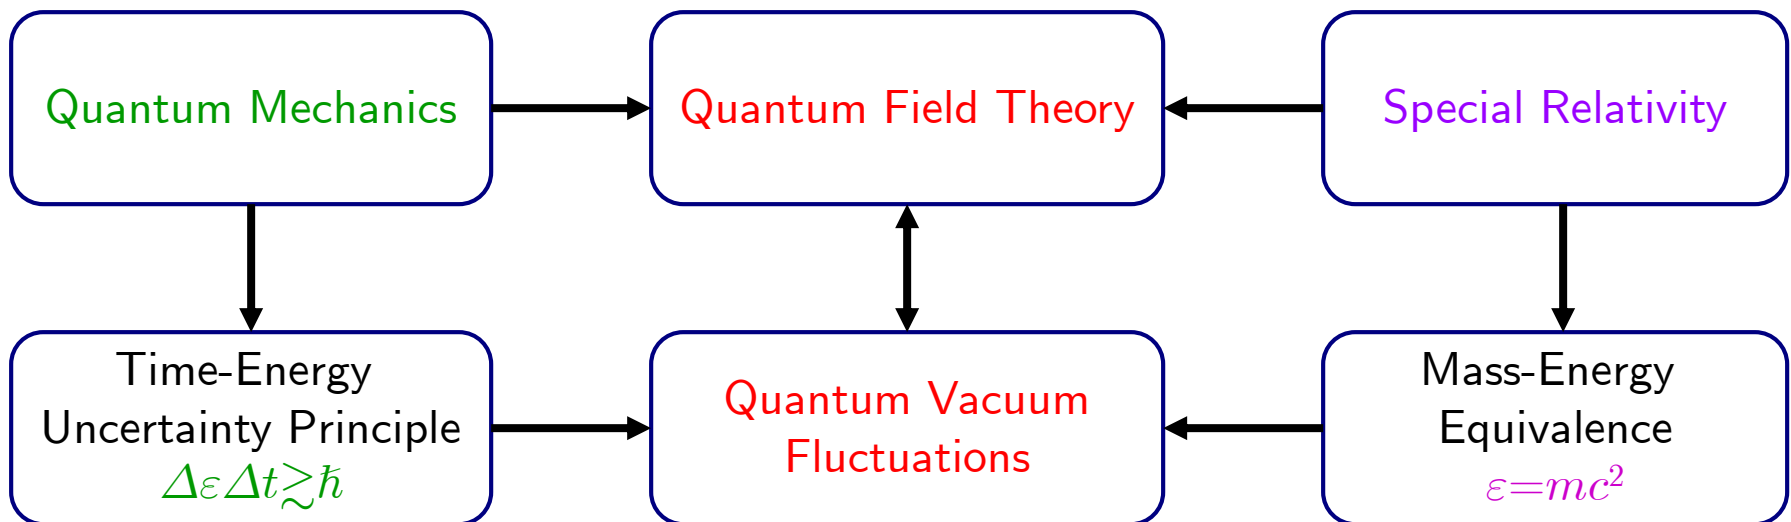 Quantum Mechanics
Quantum Field Theory
Special Relativity
Time-Energy
Uncertainty Principle
ΔεΔt≳ħ
Quantum Vacuum
Fluctuations
Mass-Energy
Equivalence
ε=mc²